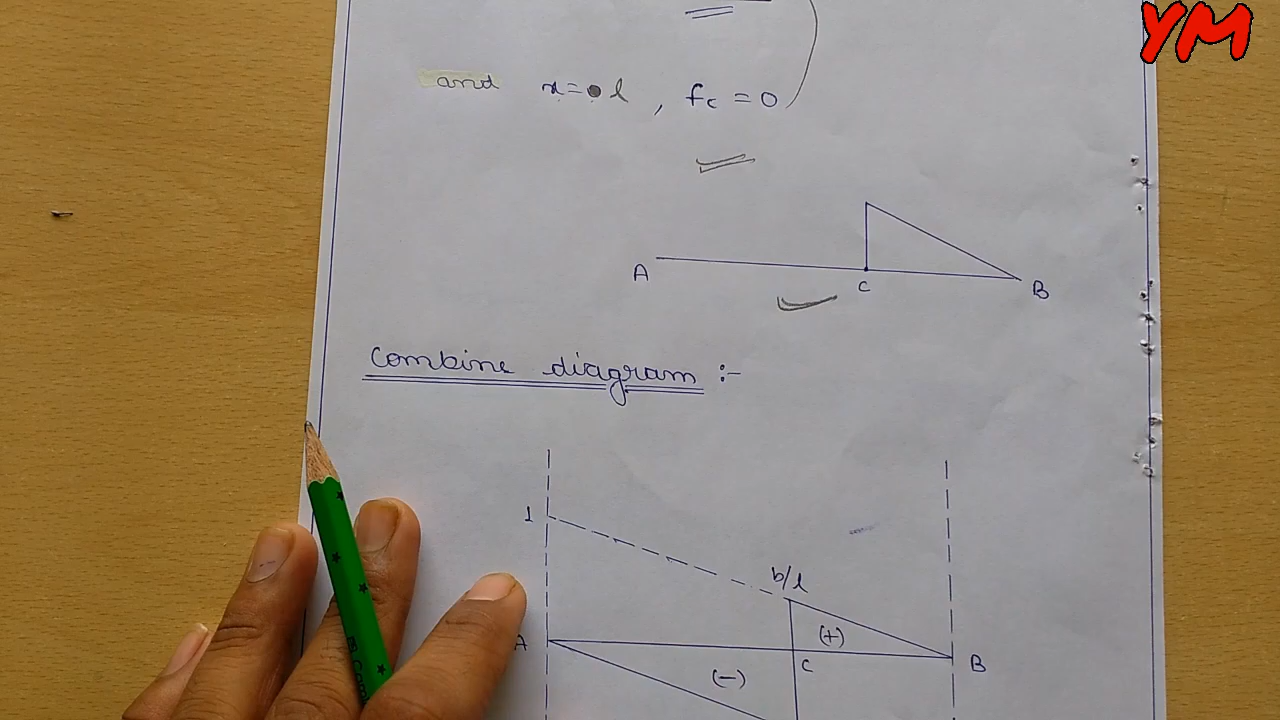 YM
and x = l , fc = 0
A
C
B
Combine diagram :-
1
b/l
(+)
A
C
B
(-)